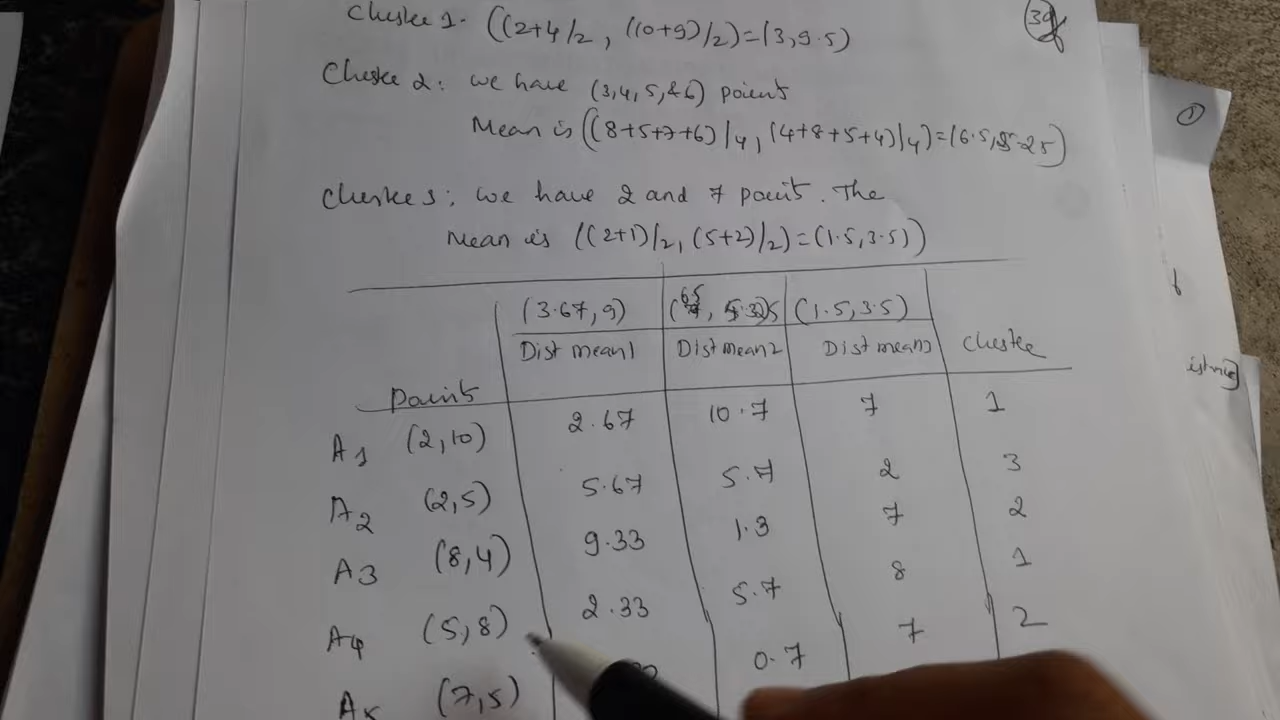 Cluster 1- ((2+4/2, (10+9)/2)=(3,9.5)
39
Cluster 2: we have (3,4,5,&6) points
Mean is ((8+5+7+6)/4, (4+8+5+4)/4)=(6.5,5.25)
1
Cluster 3: we have 2 and 7 point. The
Mean is ((2+1)/2, (5+2)/2)=(1.5,3.5))
(3.67,9) (1.5,3.5)
Points Dist mean1 Dist mean2 Dist mean3 Cluster
A1 (2,10) 2.67 10.7 7 1
A2 (2,5) 5.67 5.7 2 3
A3 (8,4) 9.33 1.3 7 2
A4 (5,8) 2.33 5.7 8 1
A5 (7,5) 0.7 7 2